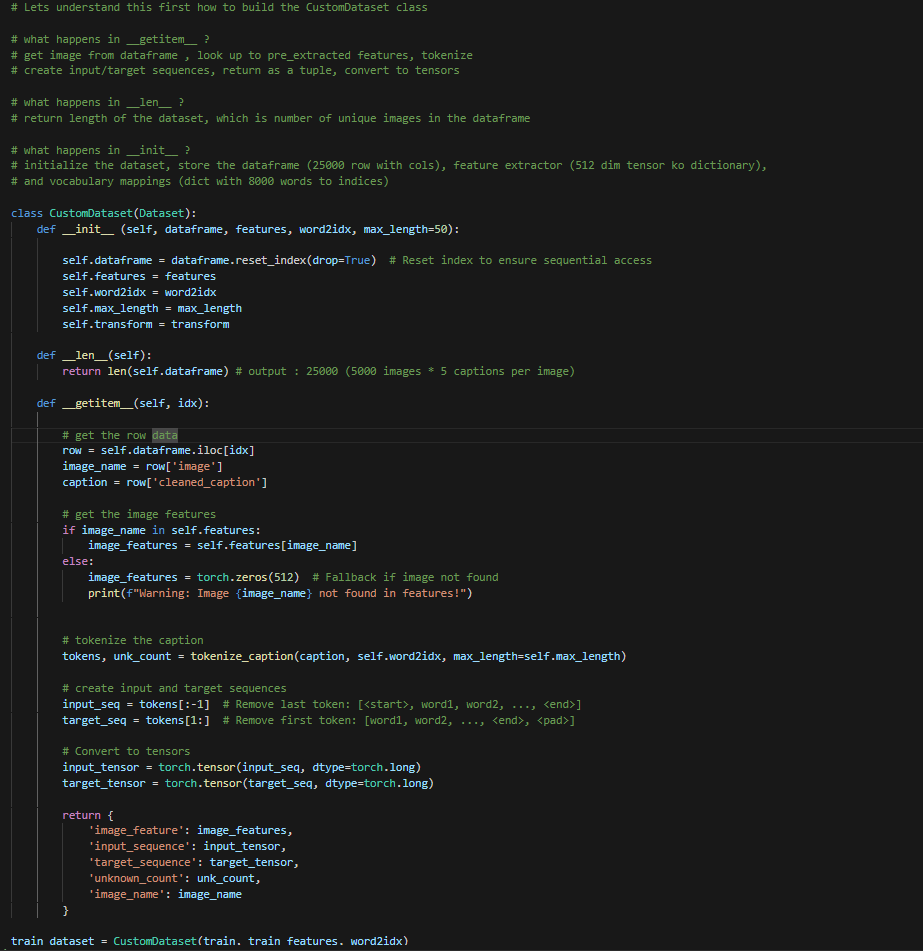 # Lets understand this first how to build the CustomDataset class

# what happens in __getitem__ ?
# get image from dataframe , look up to pre_extracted features, tokenize
# create input/target sequences, return as a tuple, convert to tensors

# what happens in __len__ ?
# return length of the dataset, which is number of unique images in the dataframe

# what happens in __init__ ?
# initialize the dataset, store the dataframe (25000 row with cols), feature extractor (512 dim tensor ko dictionary),
# and vocabulary mappings (dict with 8000 words to indices)

class CustomDataset(Dataset):
    def __init__ (self, dataframe, features, word2idx, max_length=50):

        self.dataframe = dataframe.reset_index(drop=True)  # Reset index to ensure sequential access
        self.features = features
        self.word2idx = word2idx
        self.max_length = max_length
        self.transform = transform

    def __len__(self):
        return len(self.dataframe) # output : 25000 (5000 images * 5 captions per image)

    def __getitem__(self, idx):

        # get the row data
        row = self.dataframe.iloc[idx]
        image_name = row['image']
        caption = row['cleaned_caption']

        # get the image features
        if image_name in self.features:
            image_features = self.features[image_name]
        else:
            image_features = torch.zeros(512)  # Fallback if image not found
            print(f"Warning: Image {image_name} not found in features!")


        # tokenize the caption
        tokens, unk_count = tokenize_caption(caption, self.word2idx, max_length=self.max_length)

        # create input and target sequences
        input_seq = tokens[:-1]  # Remove last token: [<start>, word1, word2, ..., <end>]
        target_seq = tokens[1:]  # Remove first token: [word1, word2, ..., <end>, <pad>]

        # Convert to tensors
        input_tensor = torch.tensor(input_seq, dtype=torch.long)
        target_tensor = torch.tensor(target_seq, dtype=torch.long)

        return {
            'image_feature': image_features,
            'input_sequence': input_tensor,
            'target_sequence': target_tensor,
            'unknown_count': unk_count,
            'image_name': image_name
        }

train_dataset = CustomDataset(train, train_features, word2idx)